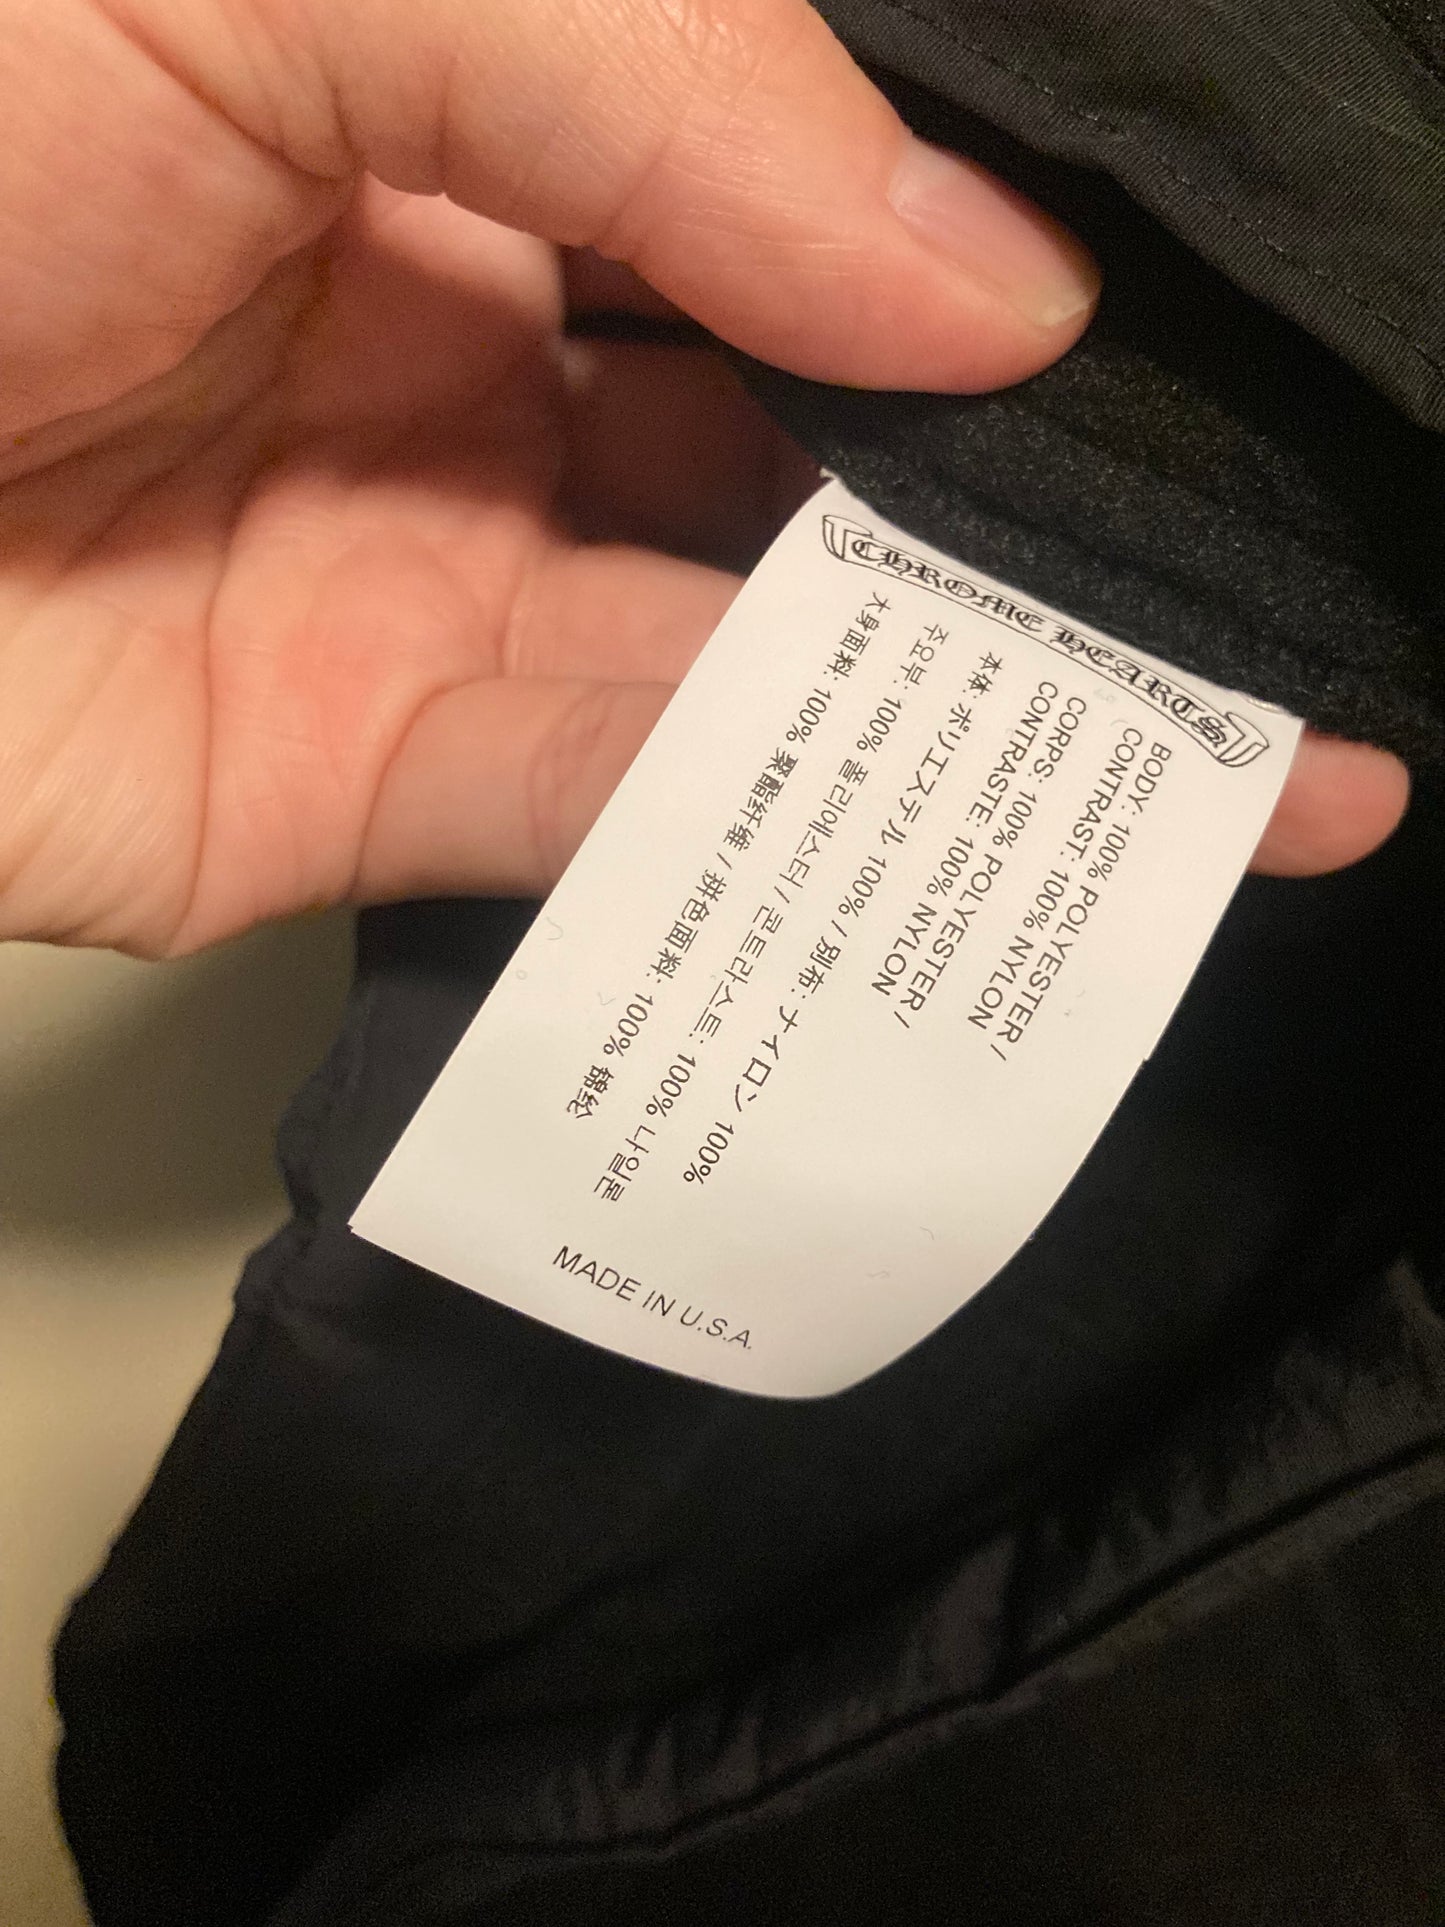 CHROME HEARTS
BODY: 100% POLYESTER /
CONTRAST: 100% NYLON
CORPS: 100% POLYESTER /
CONTRASTE: 100% NYLON
本体: ポリエステル 100% / 別布: ナイロン 100%
주요부: 100% 폴리에스터 / 콘트라스트: 100% 나일론
大身面料: 100% 聚酯纤维 / 拼色面料: 100% 锦纶
MADE IN U.S.A.